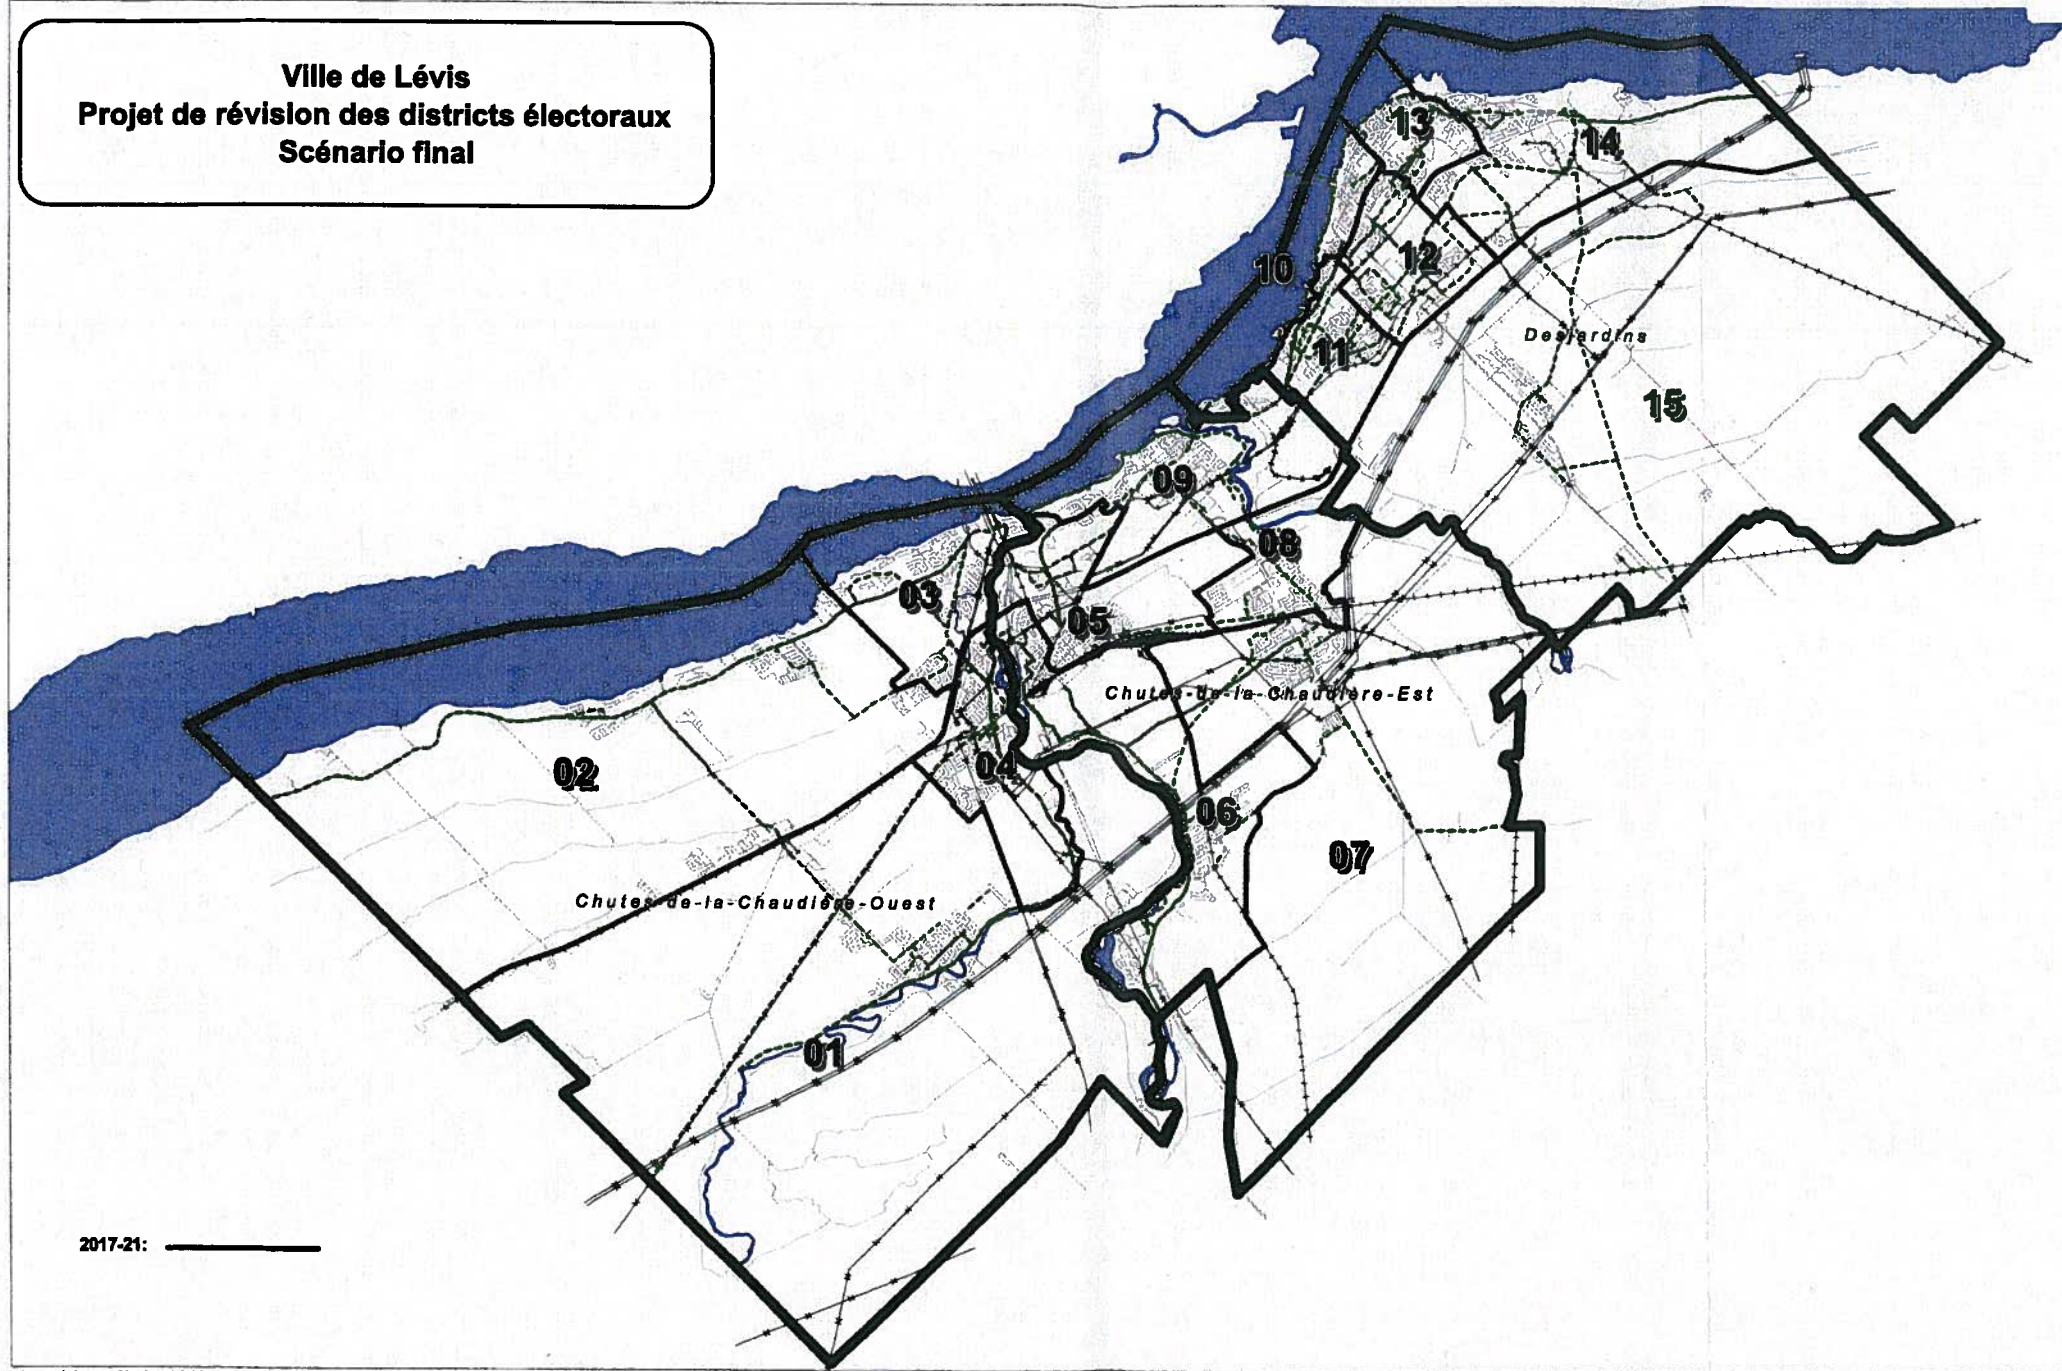 Ville de Lévis
Projet de révision des districts électoraux
Scénario final
13
14
10
12
Desjardins
11
15
09
08
03
05
Chutes-de-la-Chaudière-Est
02
04
06
07
Chutes-de-la-Chaudière-Ouest
01
2017-21: